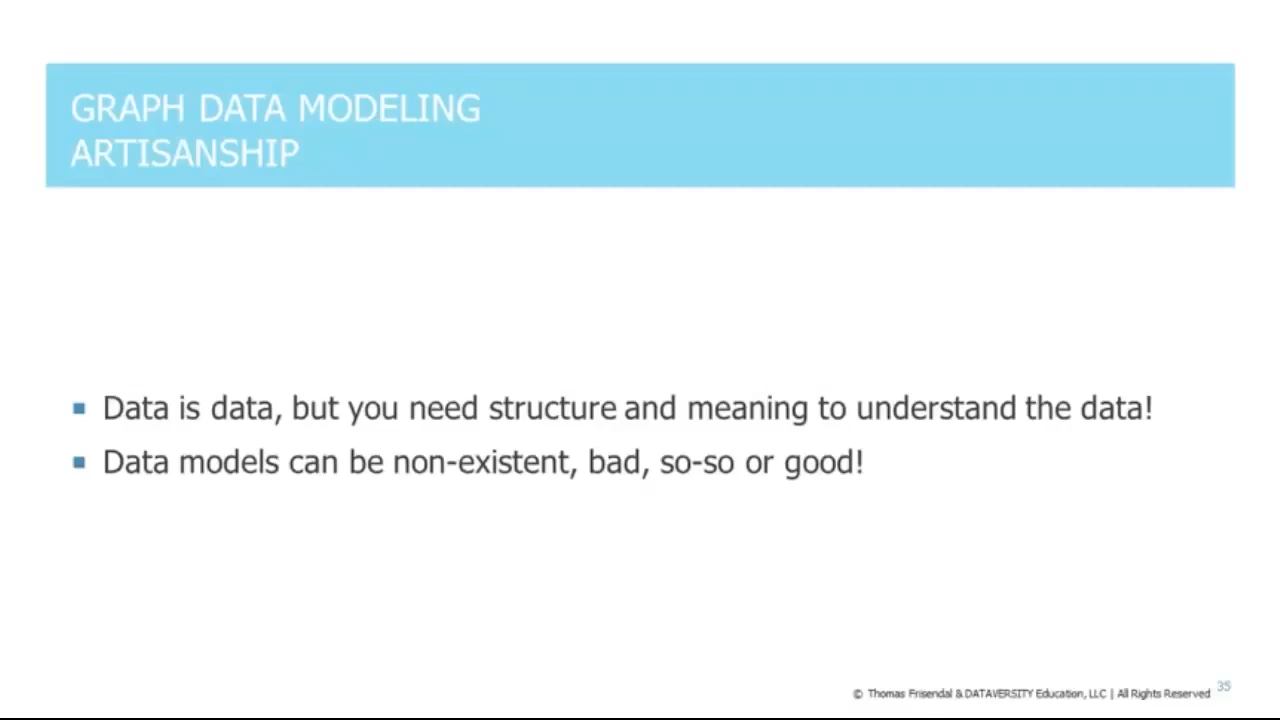 GRAPH DATA MODELING
ARTISANSHIP
▪ Data is data, but you need structure and meaning to understand the data!
▪ Data models can be non-existent, bad, so-so or good!
© Thomas Frisendal & DATAVERSITY Education, LLC | All Rights Reserved
35